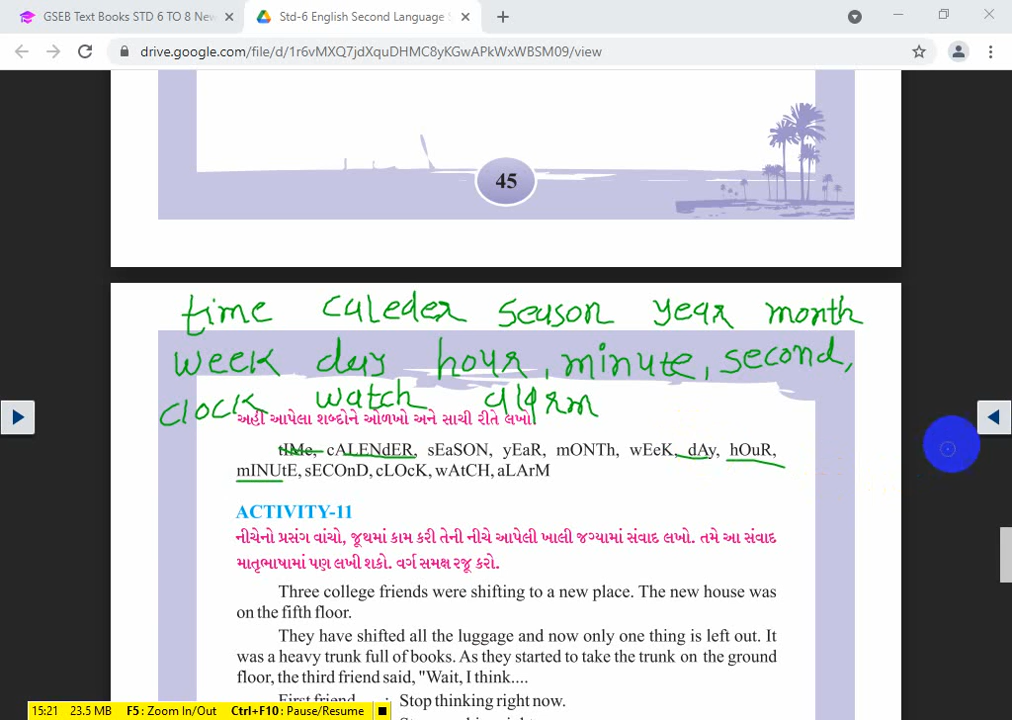 GSEB Text Books STD 6 TO 8 New
Std-6 English Second Language S
drive.google.com/file/d/1r6vMXQ7jdXquDHMC8yKGwAPkWxWBSM09/view
45
time caleder season year month
week day hour, minute, second,
clock watch alarm
અહીં આપેલા શબ્દોને ઓળખો અને સાચી રીતે લખો.
tIMe, cALENdER, sEaSON, yEaR, mONTh, wEeK, dAy, hOuR,
mINUtE, sECOnD, cLOcK, wAtCH, aLArM
ACTIVITY-11
નીચેનો પ્રસંગ વાંચો, જૂથમાં કામ કરી તેની નીચે આપેલી ખાલી જગ્યામાં સંવાદ લખો. તમે આ સંવાદ
માતૃભાષામાં પણ લખી શકો. વર્ગ સમક્ષ રજૂ કરો.
Three college friends were shifting to a new place. The new house was
on the fifth floor.
They have shifted all the luggage and now only one thing is left out. It
was a heavy trunk full of books. As they started to take the trunk on the ground
floor, the third friend said, "Wait, I think....
First friend : Stop thinking right now.
15:21 23.5 MB F5: Zoom In/Out Ctrl+F10: Pause/Resume